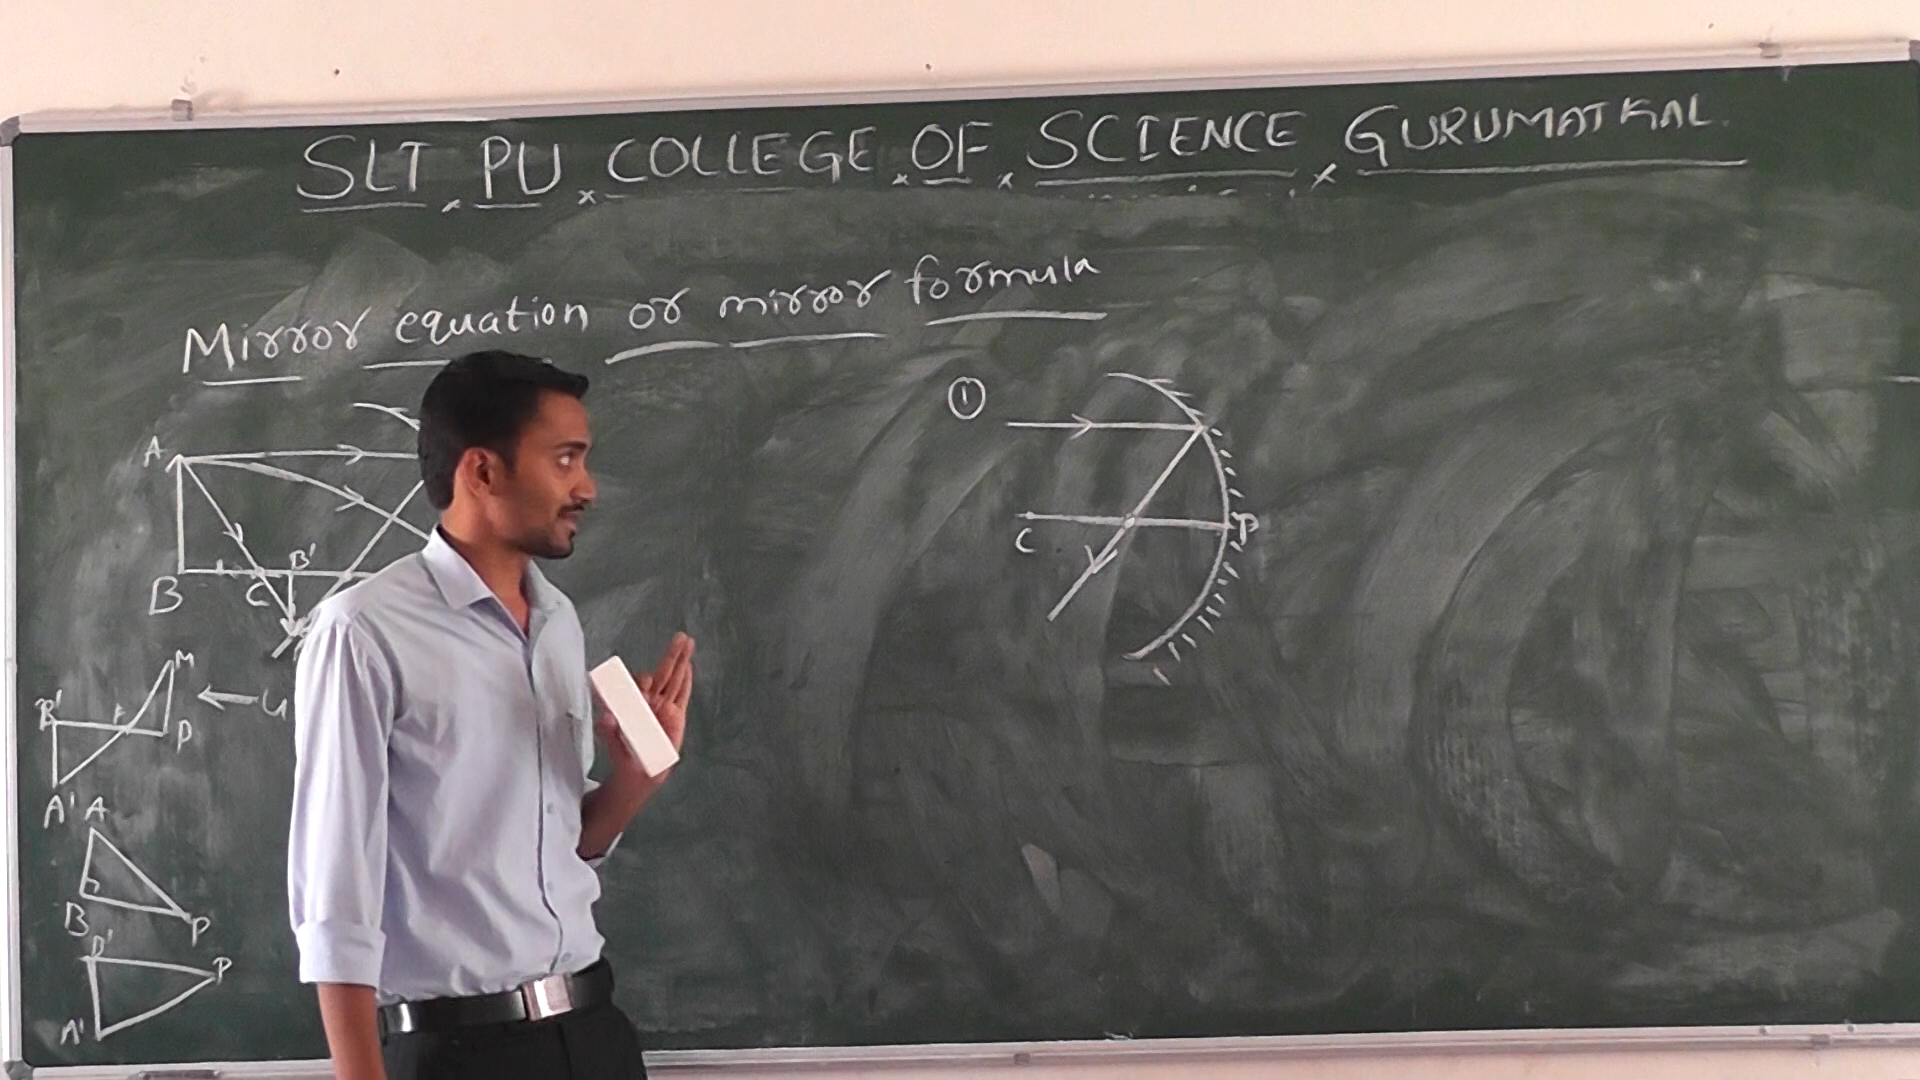 SLT PU COLLEGE OF SCIENCE GURUMATKAL.
Mirror equation or mirror formula
1
A
B
C
B'
C
P
M
B'
F
P
A'
A
B
P
B'
P
A'